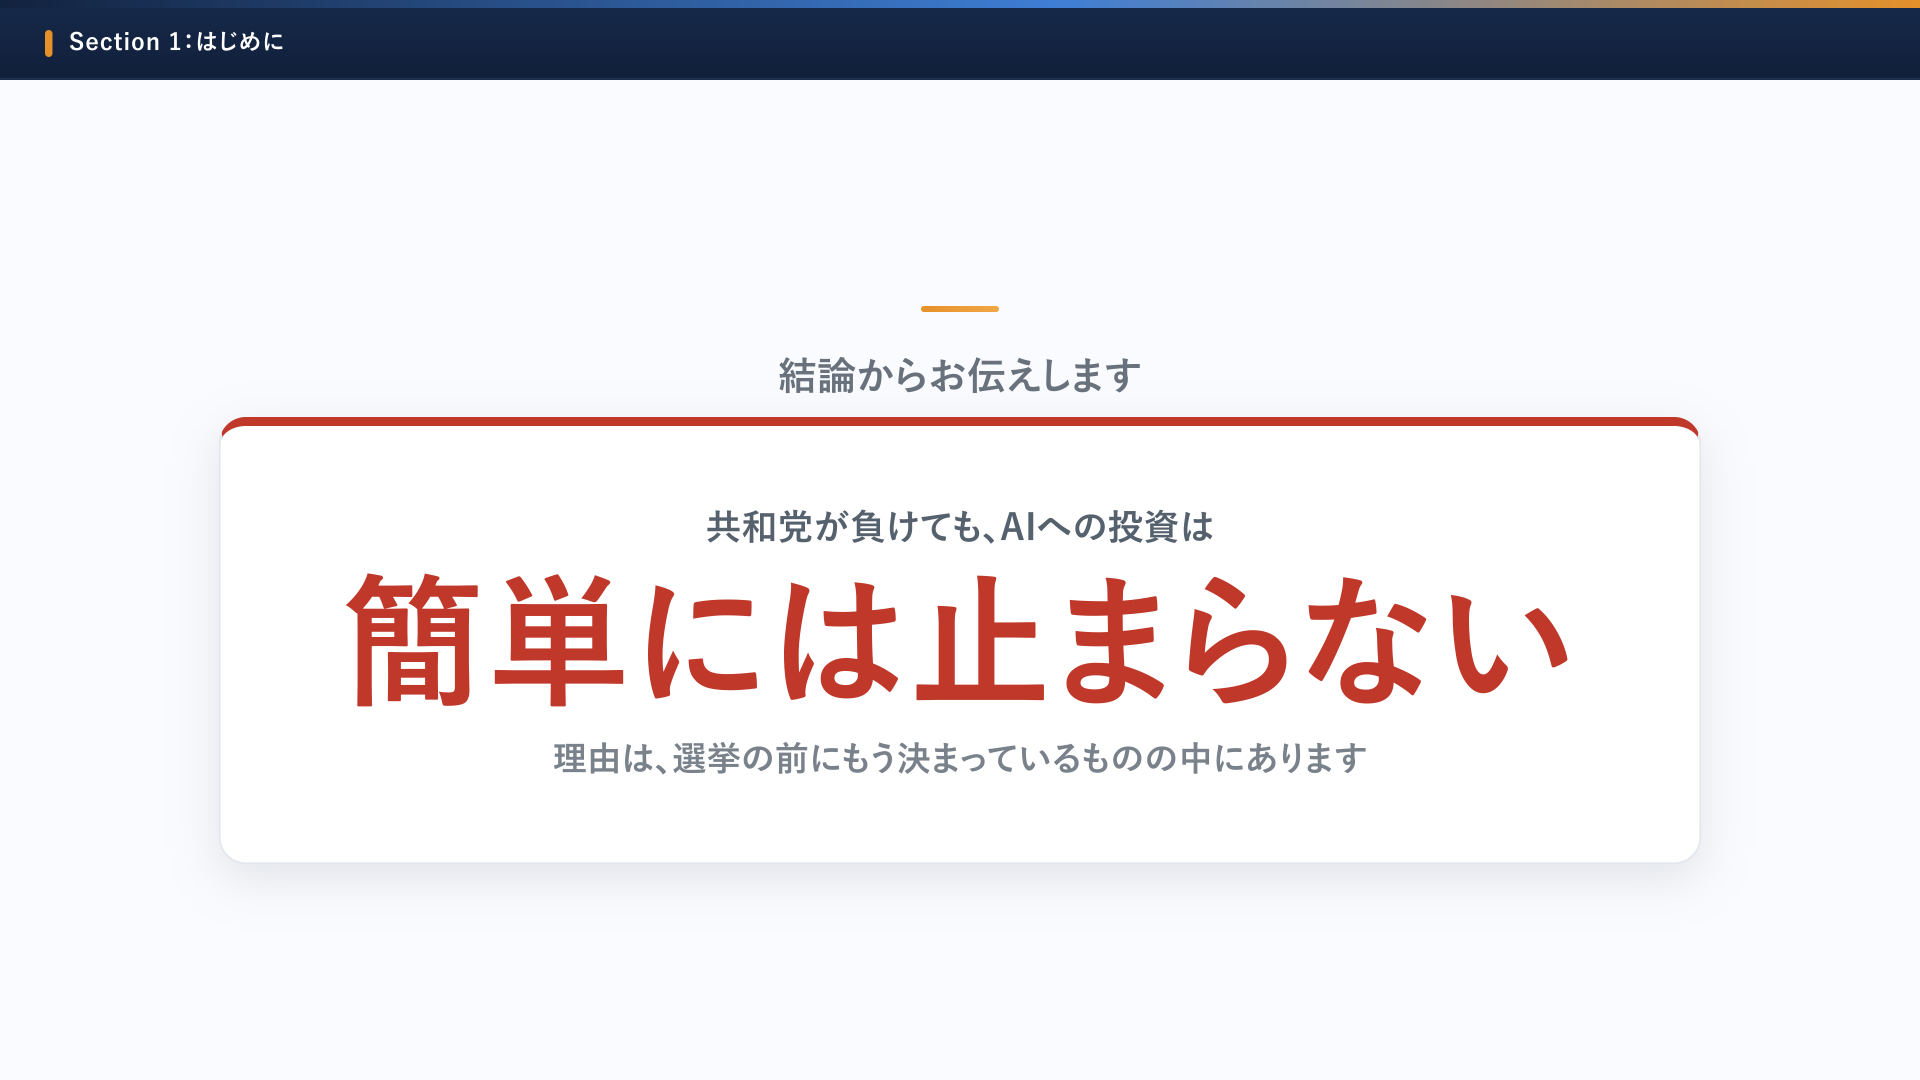 Section 1：はじめに
結論からお伝えします
共和党が負けても、AIへの投資は
簡単には止まらない
理由は、選挙の前にもう決まっているものの中にあります